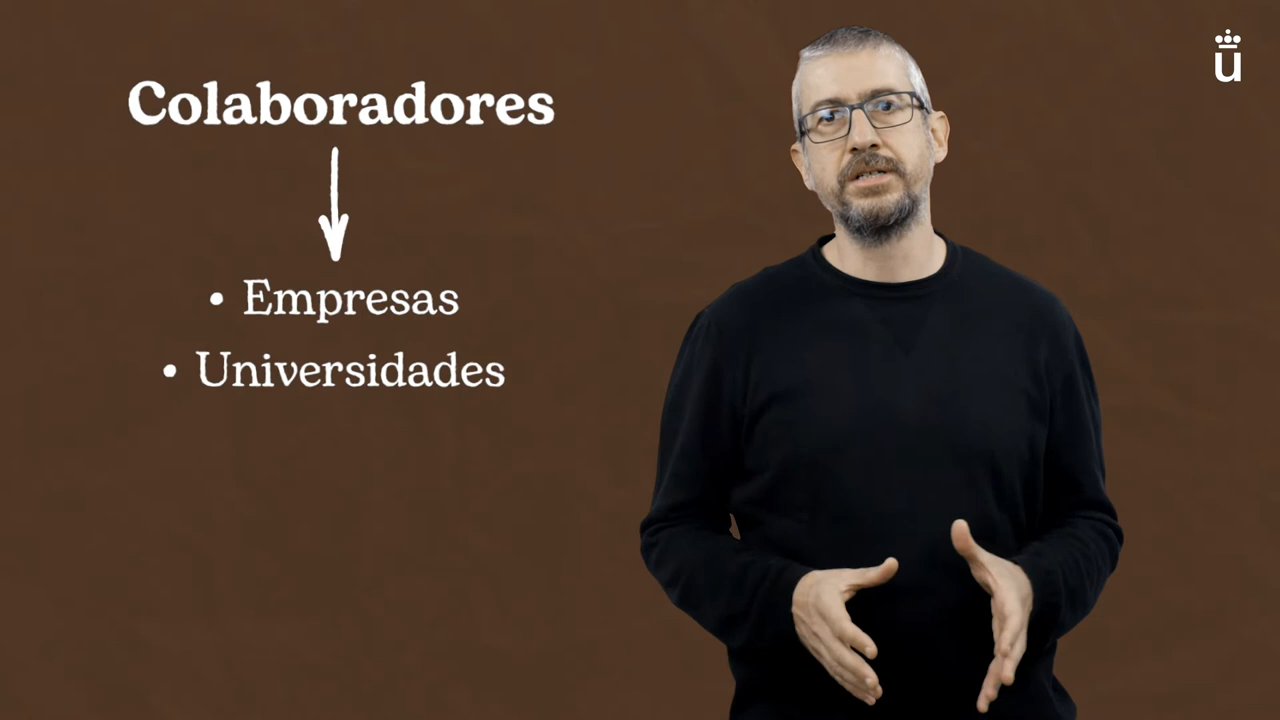 Colaboradores
• Empresas
• Universidades
ü